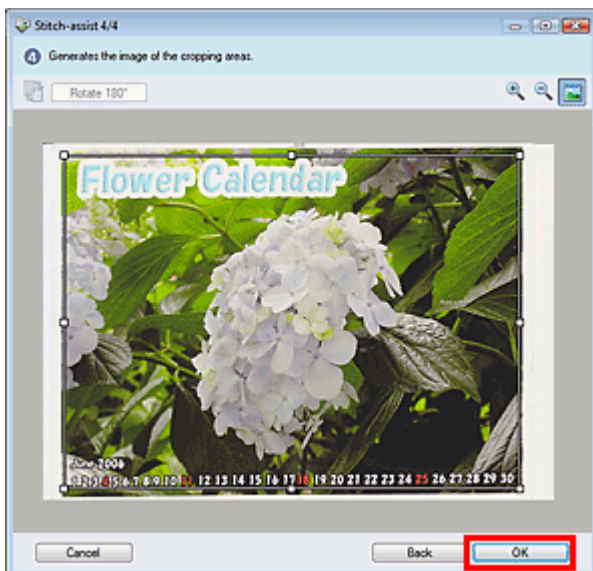 Stitch-assist 4/4
4 Generates the image of the cropping areas.
Rotate 180°
Flower Calendar
June 2006
1 2 3 4 5 6 7 8 9 10 11 12 13 14 15 16 17 18 19 20 21 22 23 24 25 26 27 28 29 30
Cancel Back OK